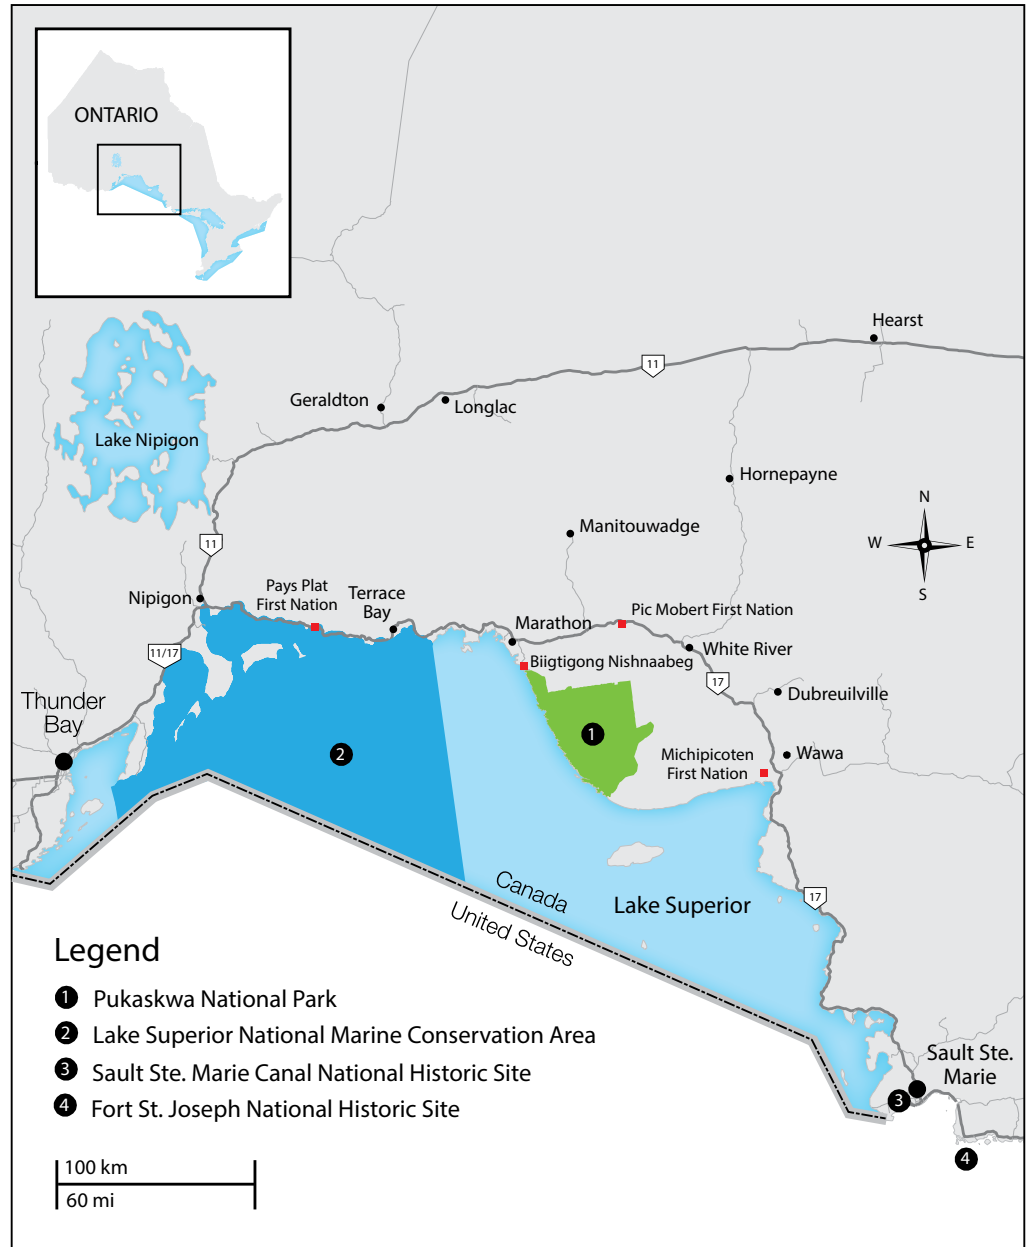 ONTARIO
Hearst
11
Geraldton
Longlac
Lake Nipigon
Hornepayne
N
Manitouwadge
W
E
11
S
Pays Plat
First Nation
Terrace
Bay
Nipigon
Pic Mobert First Nation
Marathon
White River
11/17
Biigtigong Nishnaabeg
17
Dubreuilville
Thunder
Bay
1
2
Michipicoten
First Nation
Wawa
Canada
United States
17
Lake Superior
Legend
1 Pukaskwa National Park
2 Lake Superior National Marine Conservation Area
3 Sault Ste. Marie Canal National Historic Site
4 Fort St. Joseph National Historic Site
Sault Ste.
Marie
3
4
100 km
60 mi